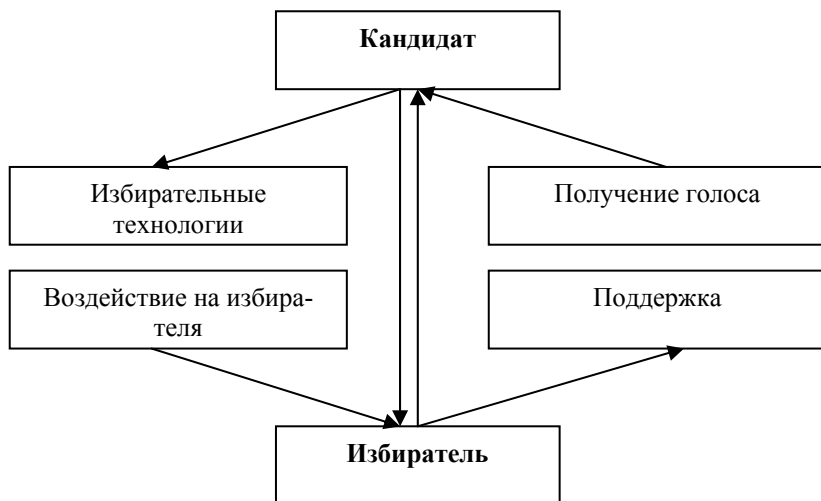 Кандидат
Избирательные
технологии
Получение голоса
Воздействие на избира-
теля
Поддержка
Избиратель